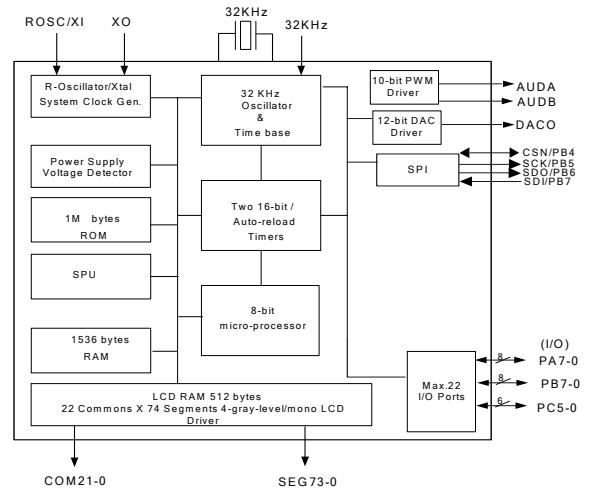 32KHz
ROSC/XI XO 32KHz
R-Oscillator/Xtal
System Clock Gen.
32 KHz
Oscillator
&
Time base
10-bit PWM
Driver
AUDA
AUDB
12-bit DAC
Driver
DACO
Power Supply
Voltage Detector
SPI
CSN/PB4
SCK/PB5
SDO/PB6
SDI/PB7
1M bytes
ROM
Two 16-bit /
Auto-reload
Timers
SPU
8-bit
micro-processor
1536 bytes
RAM
Max.22
I/O Ports
(I/O)
8 PA7-0
8 PB7-0
6 PC5-0
LCD RAM 512 bytes
22 Commons X 74 Segments 4-gray-level/mono LCD
Driver
COM21-0 SEG73-0